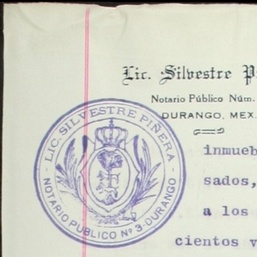 Lic. Silvestre P
Notario Público Núm.
DURANGO, MEX.
LIC. SILVESTRE PIÑERA
NOTARIO PUBLICO Nº 3-DURANGO
inmueb
sados,
a los
cientos v